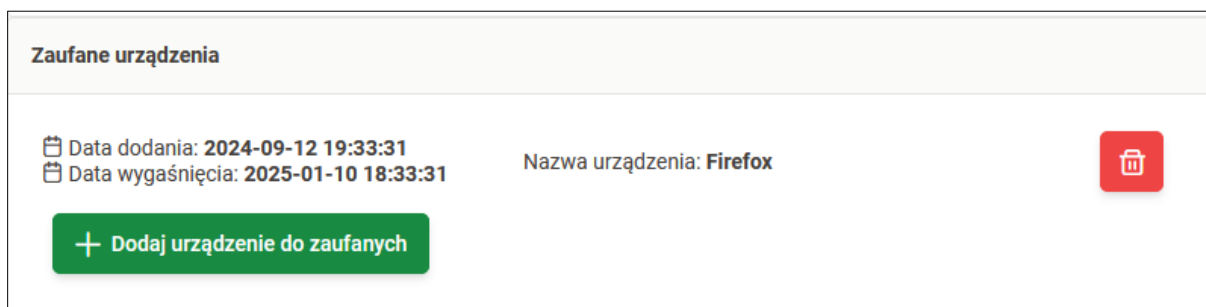 Zaufane urządzenia
Data dodania: 2024-09-12 19:33:31
Data wygaśnięcia: 2025-01-10 18:33:31
Nazwa urządzenia: Firefox
Dodaj urządzenie do zaufanych